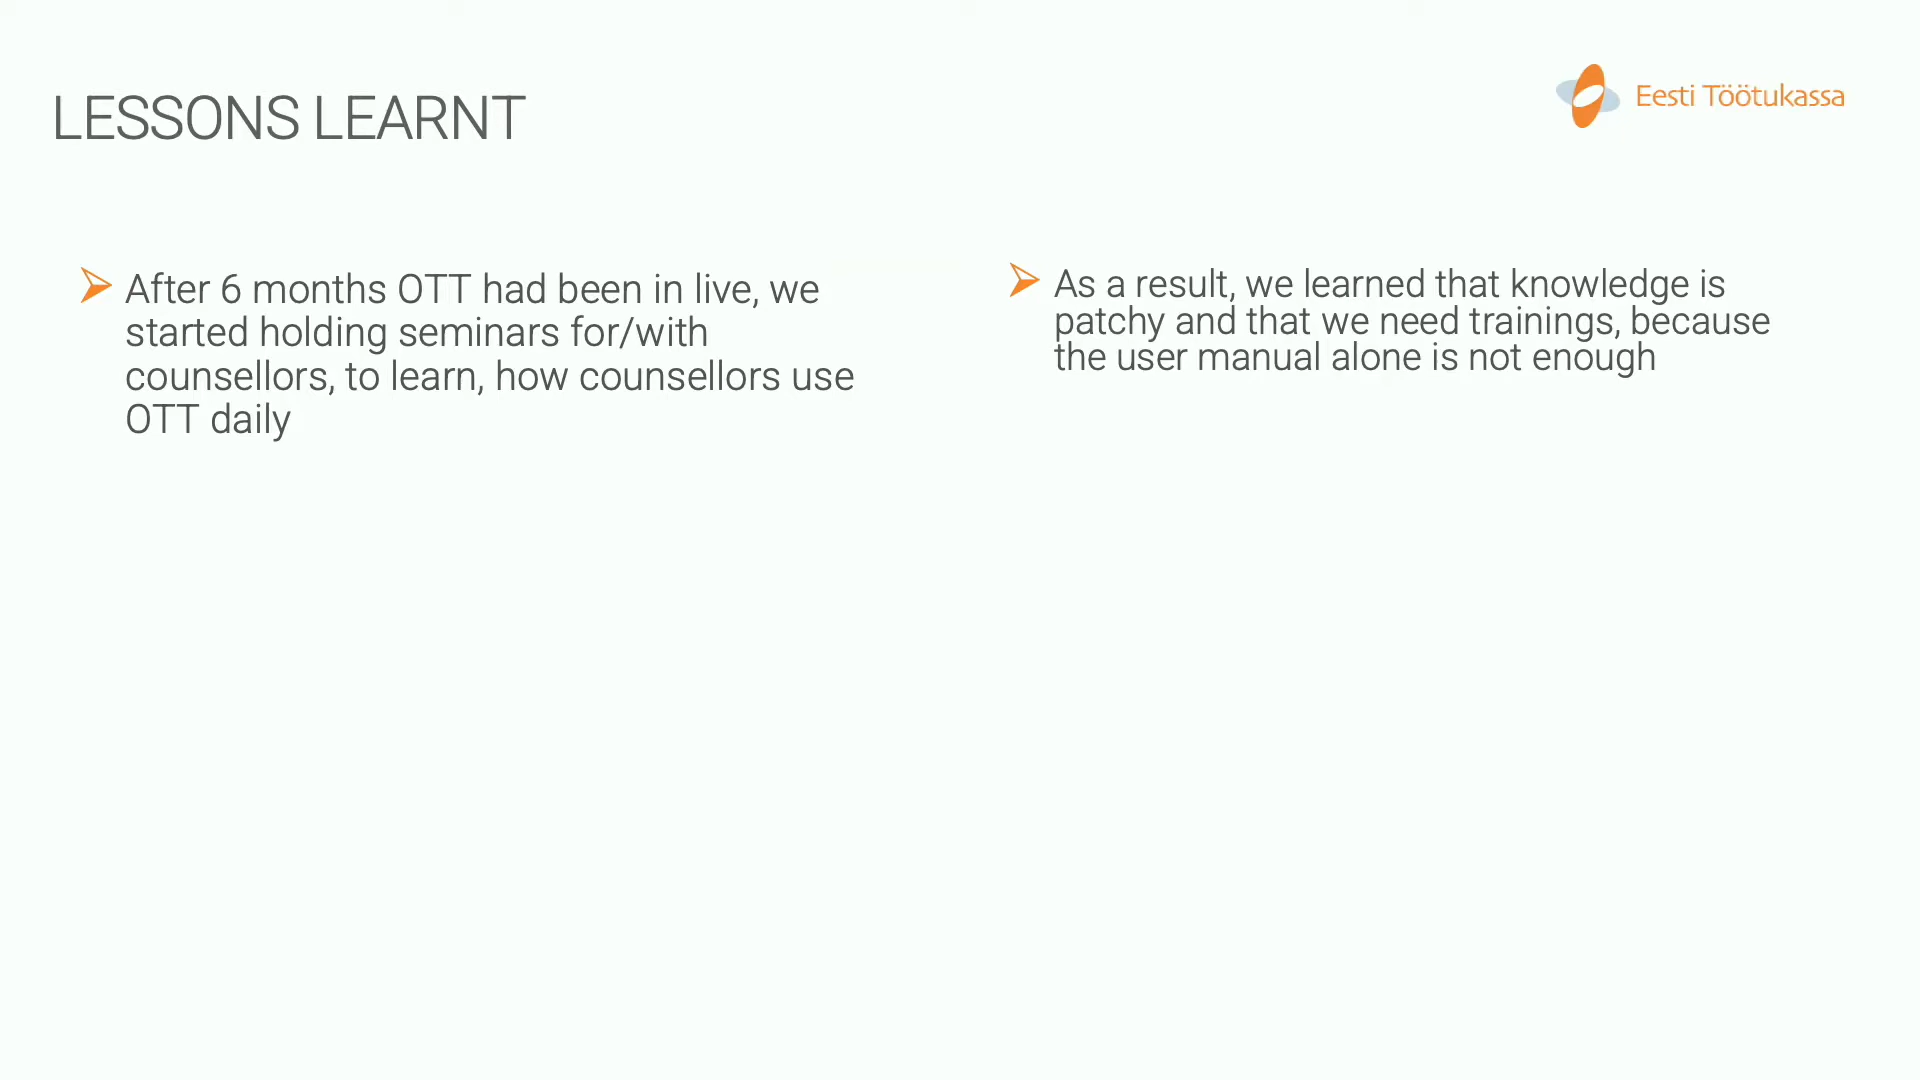 LESSONS LEARNT
Eesti Töötukassa
After 6 months OTT had been in live, we
started holding seminars for/with
counsellors, to learn, how counsellors use
OTT daily
As a result, we learned that knowledge is
patchy and that we need trainings, because
the user manual alone is not enough